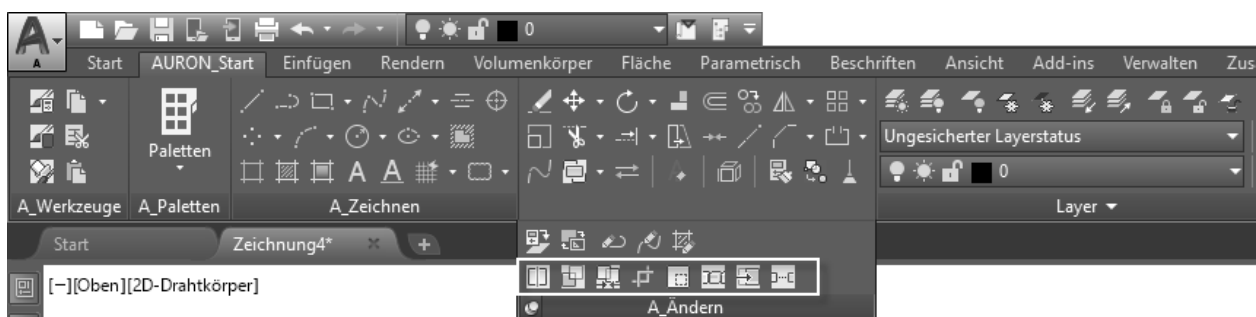 A
0
Start AURON_Start Einfügen Rendern Volumenkörper Fläche Parametrisch Beschriften Ansicht Add-ins Verwalten Zus
Paletten
A A
Ungesicherter Layerstatus
0
A_Werkzeuge A_Paletten A_Zeichnen Layer
Start Zeichnung4* +
[−][Oben][2D-Drahtkörper]
A_Ändern